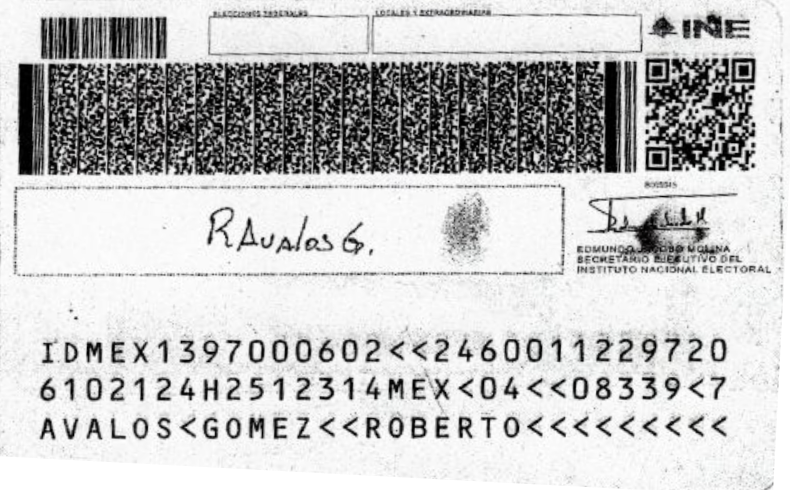 ELECCIONES FEDERALES
LOCALES Y EXTRAORDINARIAS
INE
RAvalos G.
EDMUNDO JACOBO MOLINA
SECRETARIO EJECUTIVO DEL
INSTITUTO NACIONAL ELECTORAL
IDMEX1397000602<<2460011229720
6102124H2512314MEX<04<<08339<7
AVALOS<GOMEZ<<ROBERTO<<<<<<<<<